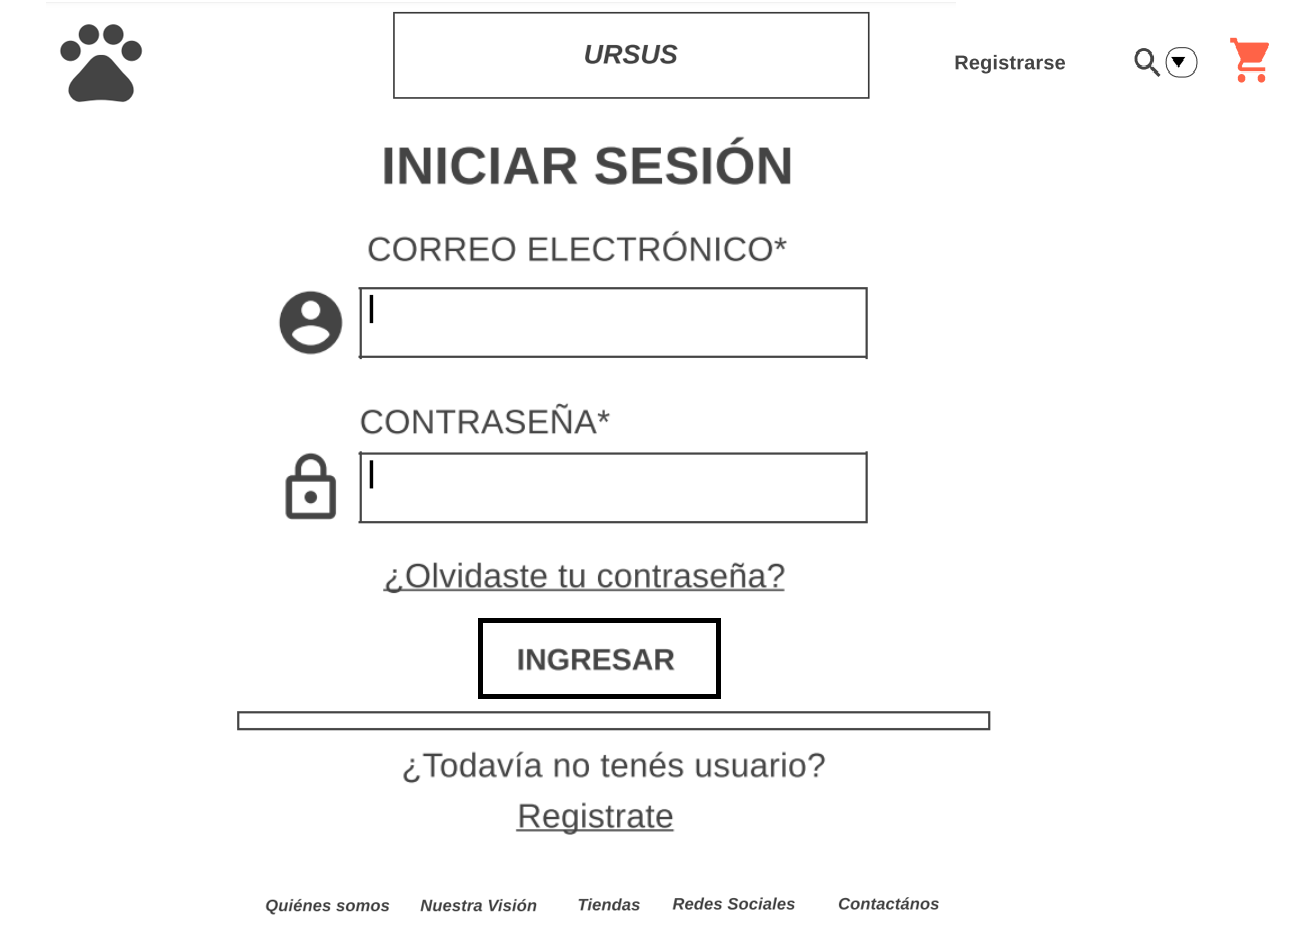 URSUS
Registrarse
INICIAR SESIÓN
CORREO ELECTRÓNICO*
CONTRASEÑA*
¿Olvidaste tu contraseña?
INGRESAR
¿Todavía no tenés usuario?
Registrate
Quiénes somos Nuestra Visión Tiendas Redes Sociales Contactános